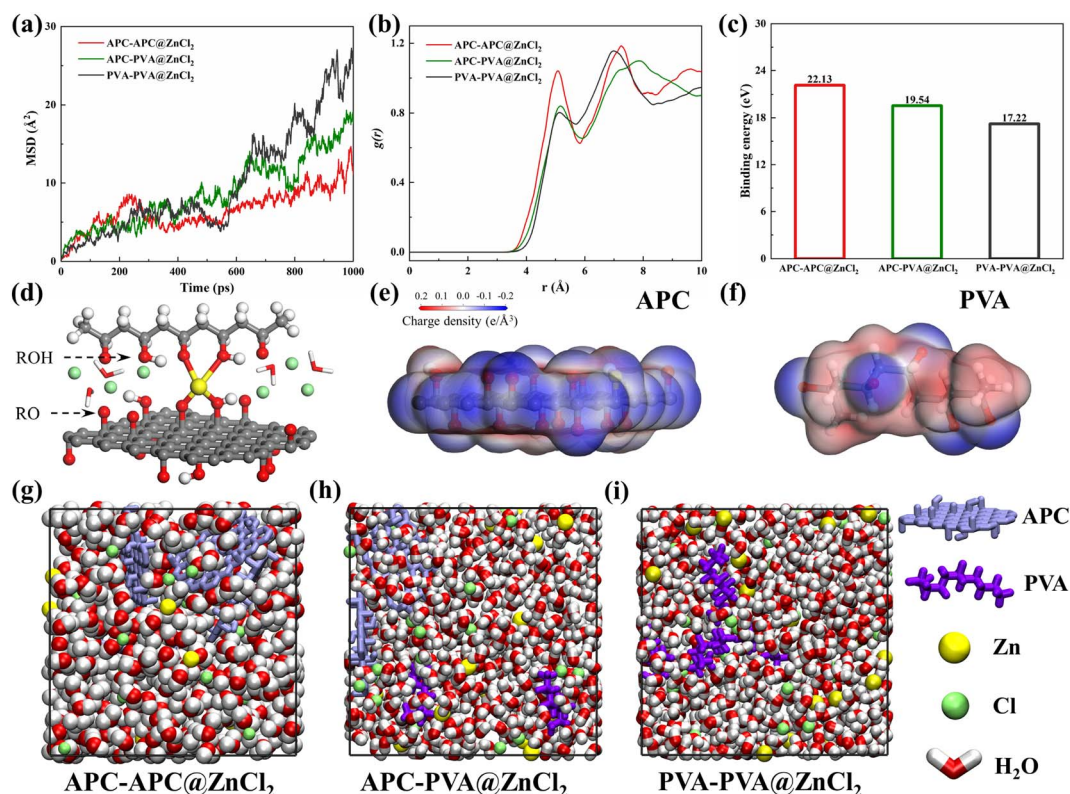 (a)
APC-APC@ZnCl₂
APC-PVA@ZnCl₂
PVA-PVA@ZnCl₂
MSD (Å²)
30
20
10
0
0 200 400 600 800 1000
Time (ps)
(b)
APC-APC@ZnCl₂
APC-PVA@ZnCl₂
PVA-PVA@ZnCl₂
g(r)
1.2
0.8
0.4
0.0
0 2 4 6 8 10
r (Å)
(c)
Binding energy (eV)
30
24
18
12
6
0
22.13
19.54
17.22
APC-APC@ZnCl₂ APC-PVA@ZnCl₂ PVA-PVA@ZnCl₂
(d)
ROH
RO
(e)
0.2 0.1 0.0 -0.1 -0.2
Charge density (e/Å³)
APC
(f)
PVA
(g)
APC-APC@ZnCl₂
(h)
APC-PVA@ZnCl₂
(i)
PVA-PVA@ZnCl₂
APC
PVA
Zn
Cl
H₂O